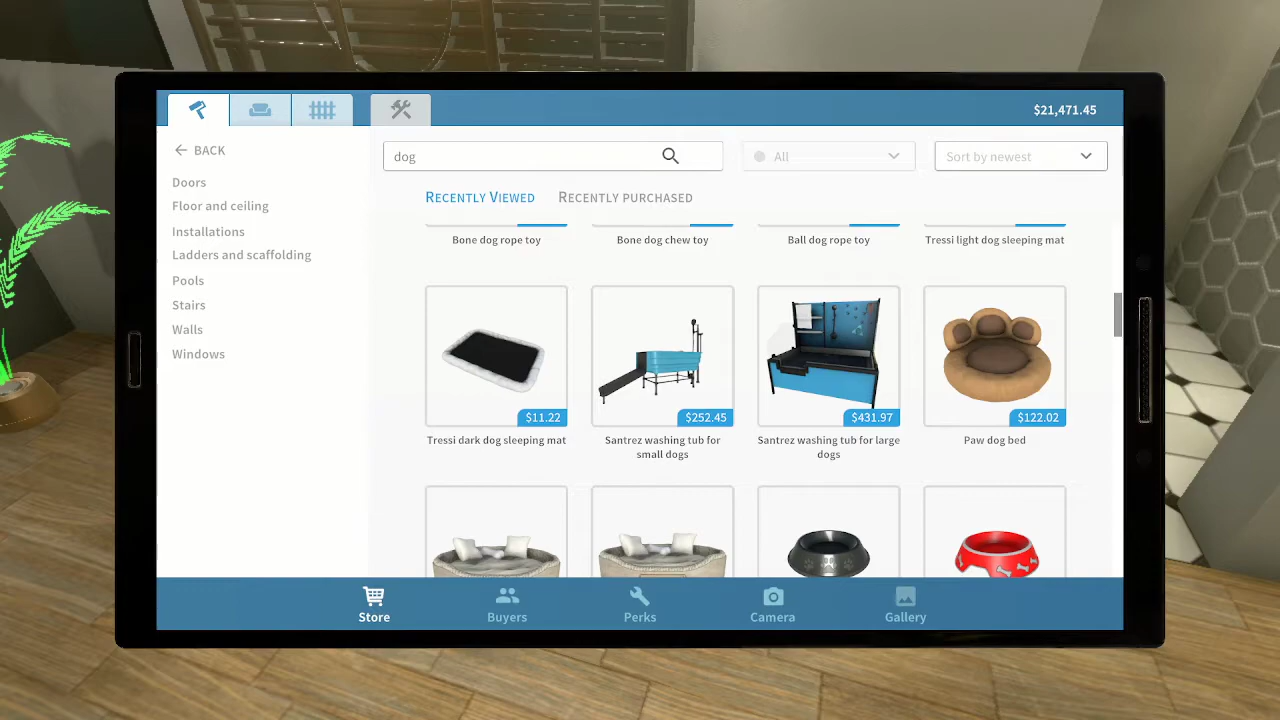 $21,471.45
BACK
dog
All
Sort by newest
Doors
Floor and ceiling
Installations
Ladders and scaffolding
Pools
Stairs
Walls
Windows
RECENTLY VIEWED
RECENTLY PURCHASED
Bone dog rope toy
Bone dog chew toy
Ball dog rope toy
Tressi light dog sleeping mat
$11.22
$252.45
$431.97
$122.02
Tressi dark dog sleeping mat
Santrez washing tub for
small dogs
Santrez washing tub for large
dogs
Paw dog bed
Store
Buyers
Perks
Camera
Gallery